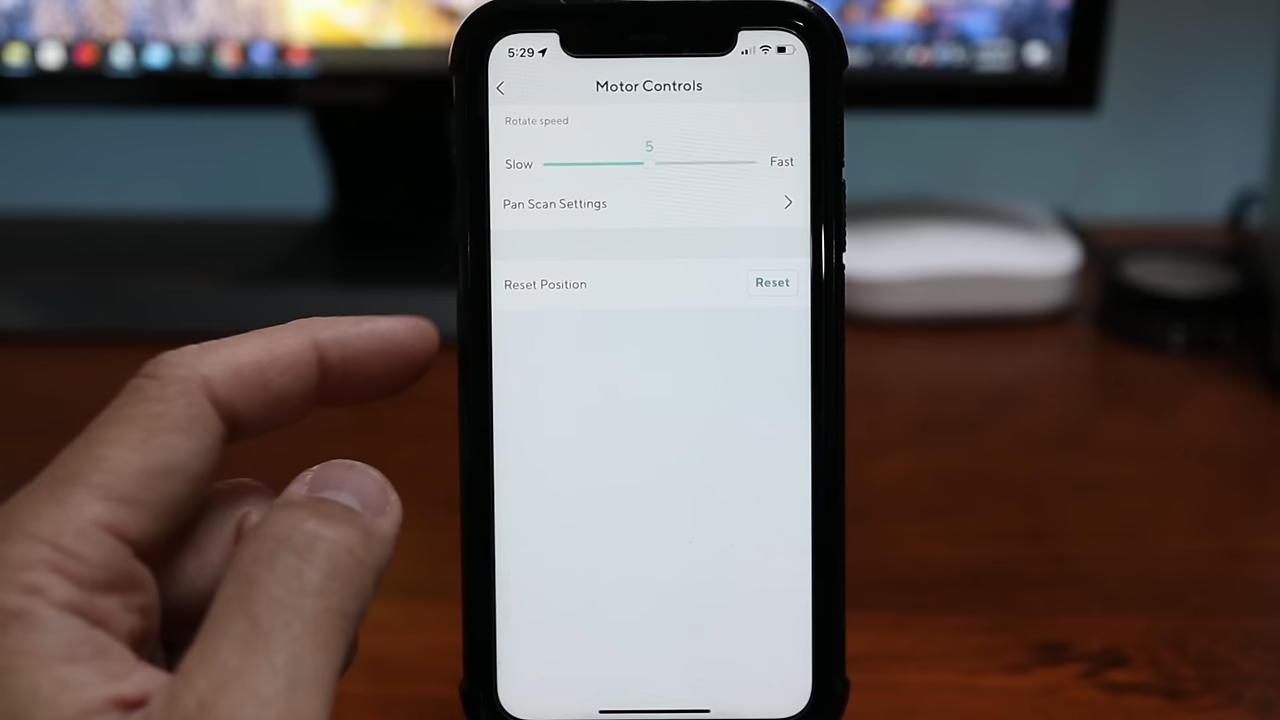 5:29
Motor Controls
Rotate speed
5
Slow Fast
Pan Scan Settings
Reset Position Reset